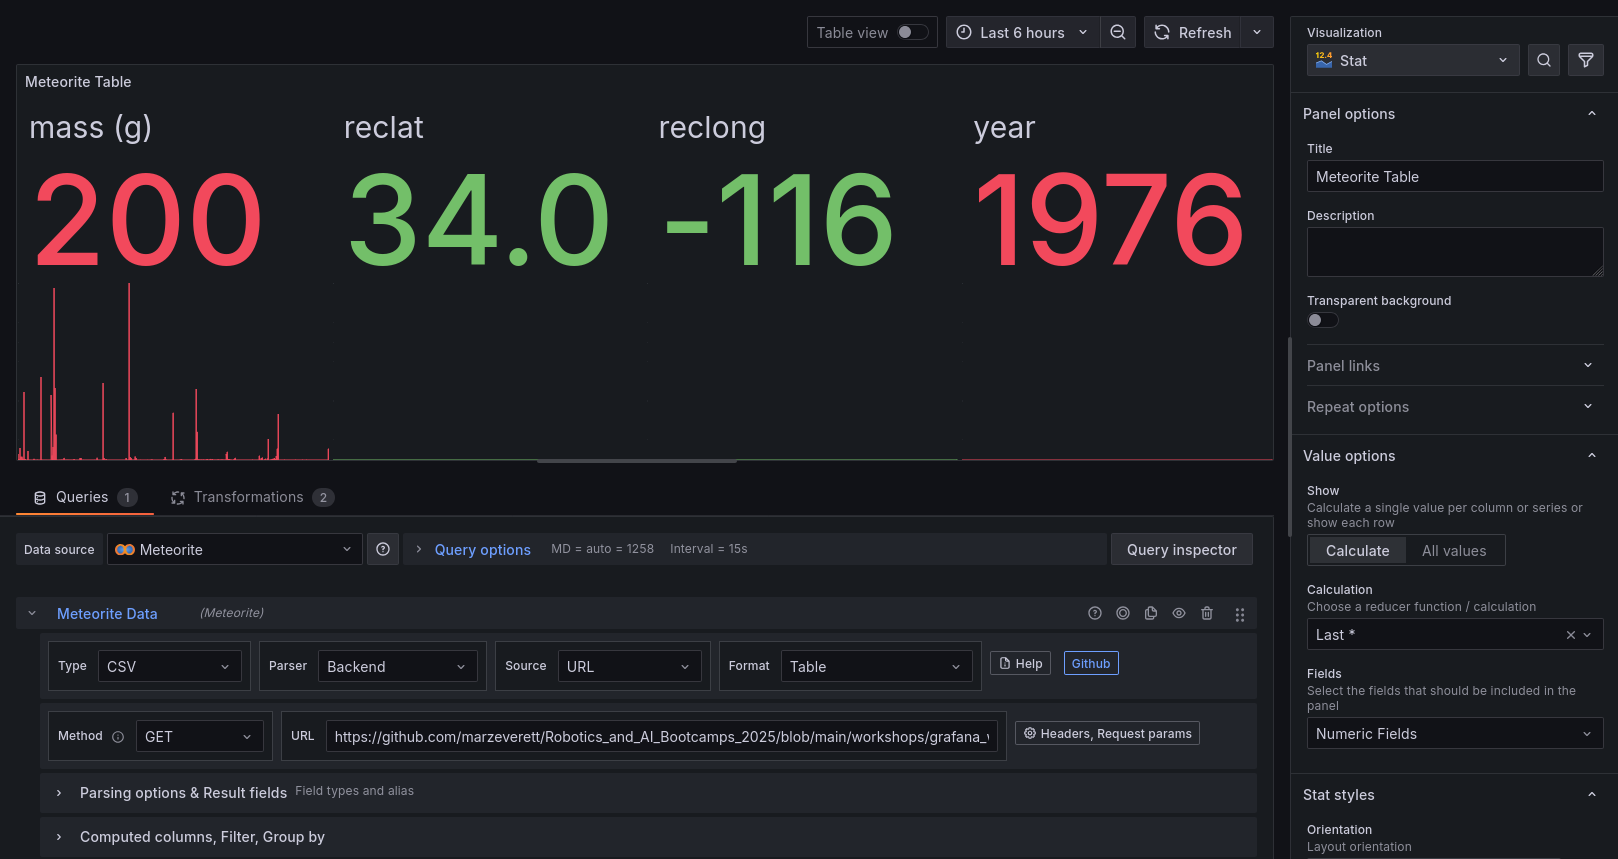 Table view
Last 6 hours
Refresh
Meteorite Table
mass (g) reclat reclong year
200 34.0 -116 1976
Queries 1 Transformations 2
Data source Meteorite Query options MD = auto = 1258 Interval = 15s Query inspector
Meteorite Data (Meteorite)
Type CSV Parser Backend Source URL Format Table Help Github
Method GET URL https://github.com/marzeverett/Robotics_and_AI_Bootcamps_2025/blob/main/workshops/grafana_ Headers, Request params
Parsing options & Result fields Field types and alias
Computed columns, Filter, Group by
Visualization
12.4 Stat
Panel options
Title
Meteorite Table
Description
Transparent background
Panel links
Repeat options
Value options
Show
Calculate a single value per column or series or
show each row
Calculate All values
Calculation
Choose a reducer function / calculation
Last *
Fields
Select the fields that should be included in the
panel
Numeric Fields
Stat styles
Orientation
Layout orientation